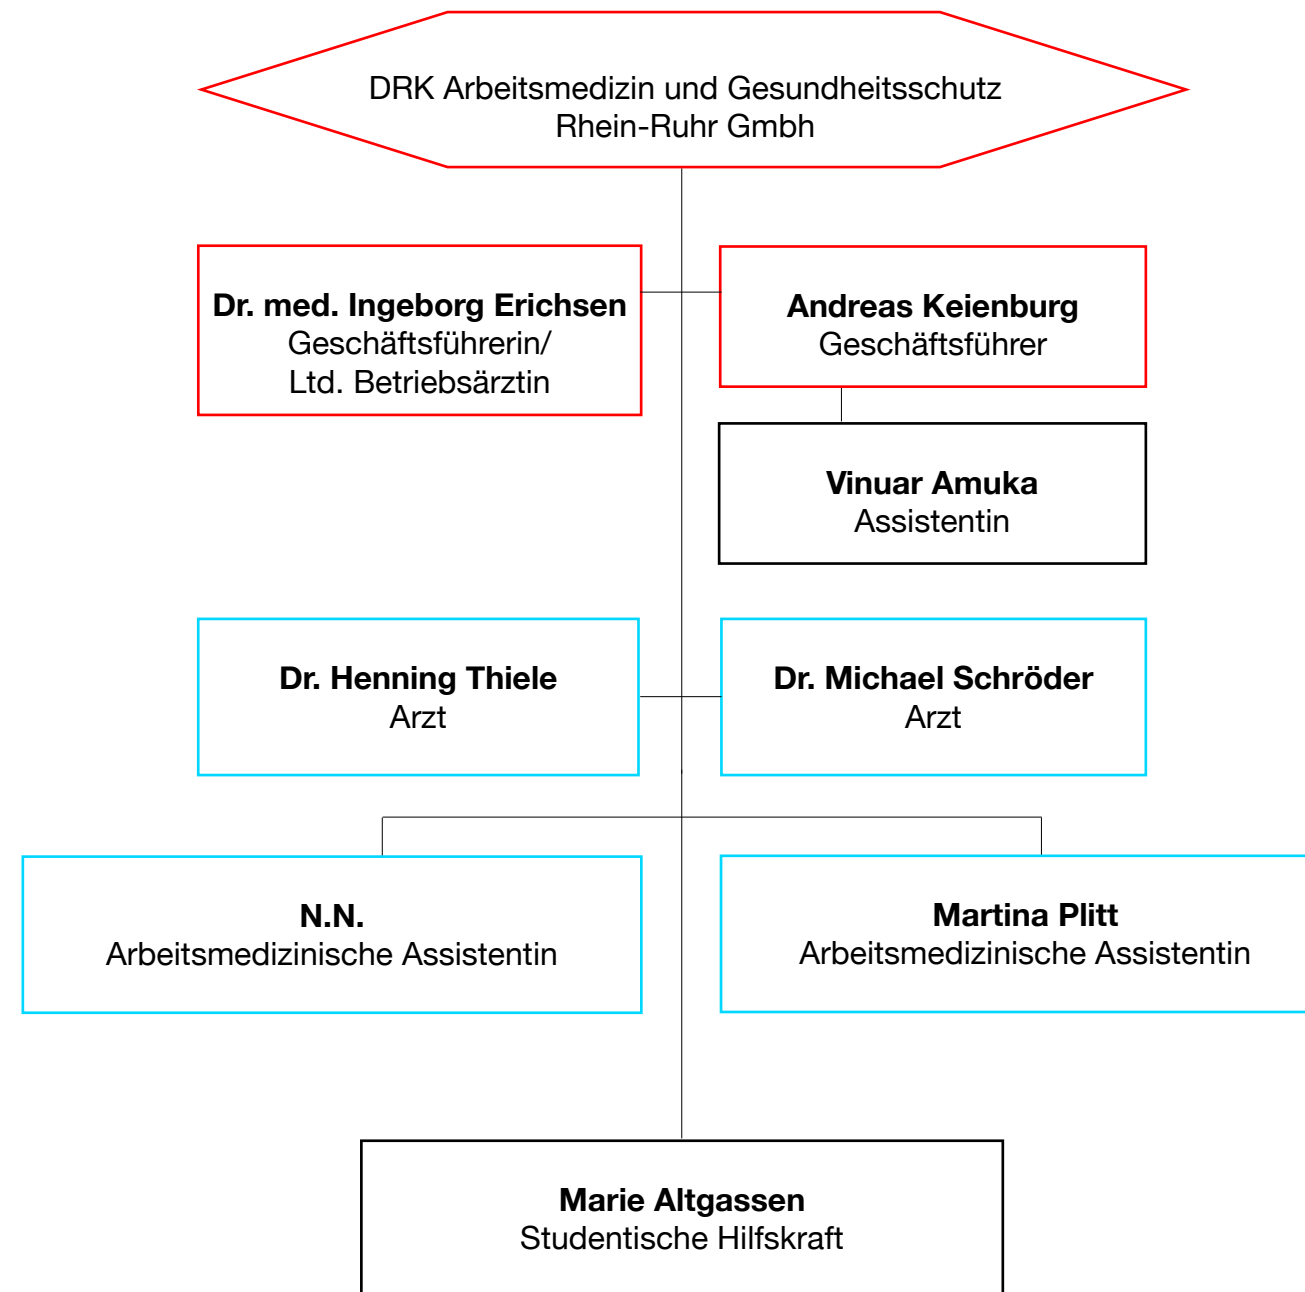 DRK Arbeitsmedizin und Gesundheitsschutz
Rhein-Ruhr Gmbh
Dr. med. Ingeborg Erichsen
Geschäftsführerin/
Ltd. Betriebsärztin
Andreas Keienburg
Geschäftsführer
Vinuar Amuka
Assistentin
Dr. Henning Thiele
Arzt
Dr. Michael Schröder
Arzt
N.N.
Arbeitsmedizinische Assistentin
Martina Plitt
Arbeitsmedizinische Assistentin
Marie Altgassen
Studentische Hilfskraft